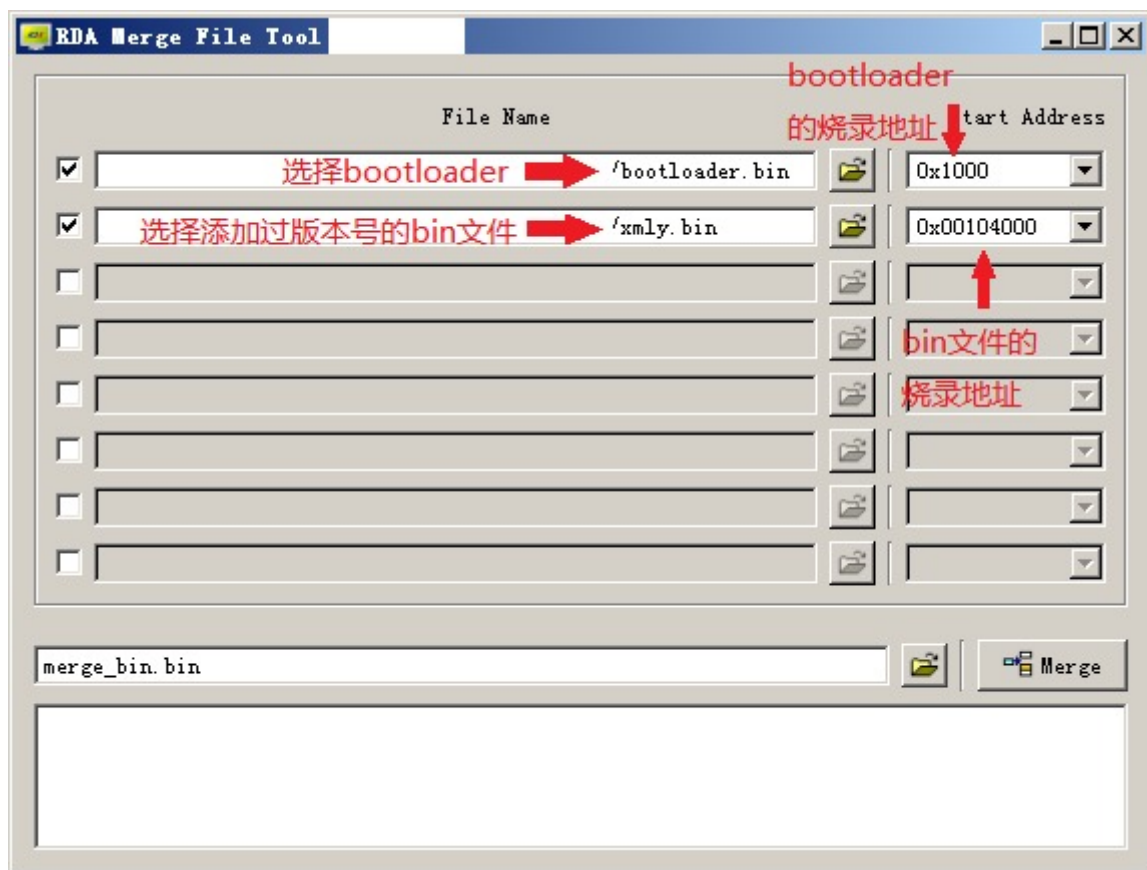 RDA Merge File Tool
bootloader
的烧录地址
File Name
tart Address
选择bootloader
/bootloader.bin
0x1000
选择添加过版本号的bin文件
/xmly.bin
0x00104000
bin文件的
烧录地址
merge_bin.bin
Merge